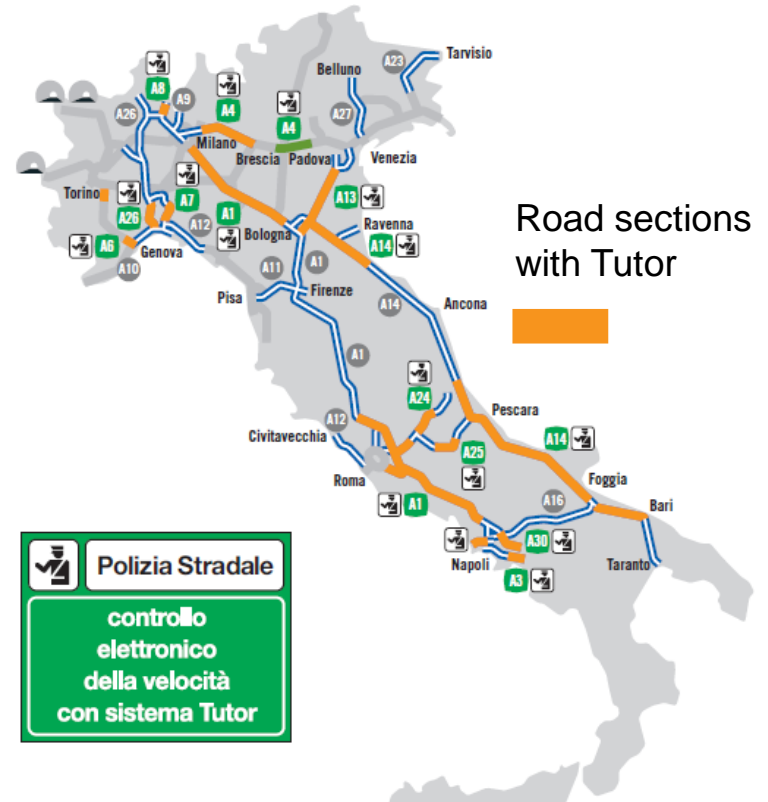 Tarvisio
A23
Belluno
A8
A9
A4
A26
A27
A4
Milano
Brescia
Padova
Venezia
Torino
A26
A7
A1
A13
Ravenna
A14
A6
A12
Bologna
A10
Genova
A11
A1
Pisa
Firenze
A14
Ancona
Road sections
with Tutor
A1
A24
Pescara
A12
Civitavecchia
A25
A14
Roma
Foggia
A1
A16
Bari
A30
Napoli
A3
Taranto
Polizia Stradale
controllo
elettronico
della velocità
con sistema Tutor